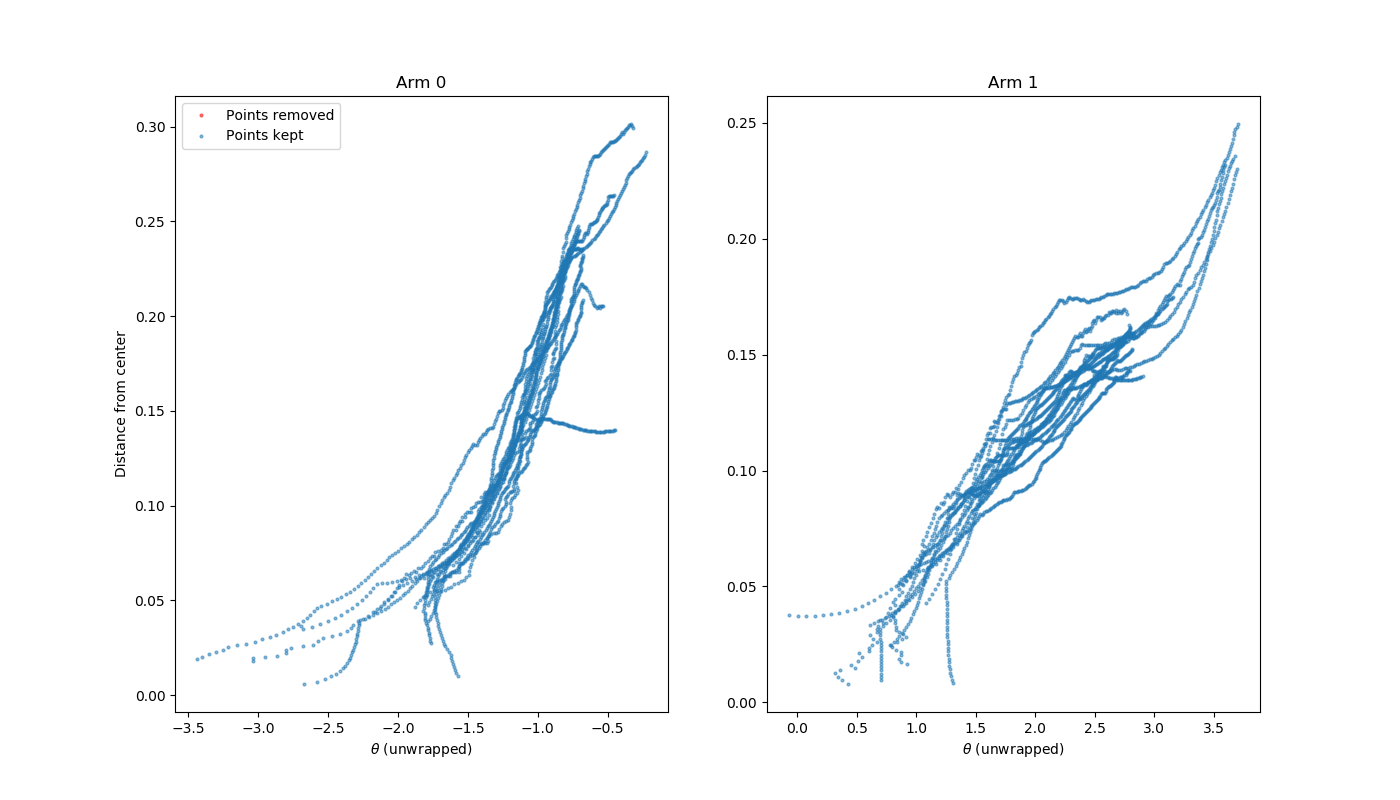 Arm 0
Points removed
Points kept
0.30
0.25
0.20
0.15
0.10
0.05
0.00
Distance from center
−3.5 −3.0 −2.5 −2.0 −1.5 −1.0 −0.5
θ (unwrapped)
Arm 1
0.25
0.20
0.15
0.10
0.05
0.00
0.0 0.5 1.0 1.5 2.0 2.5 3.0 3.5
θ (unwrapped)